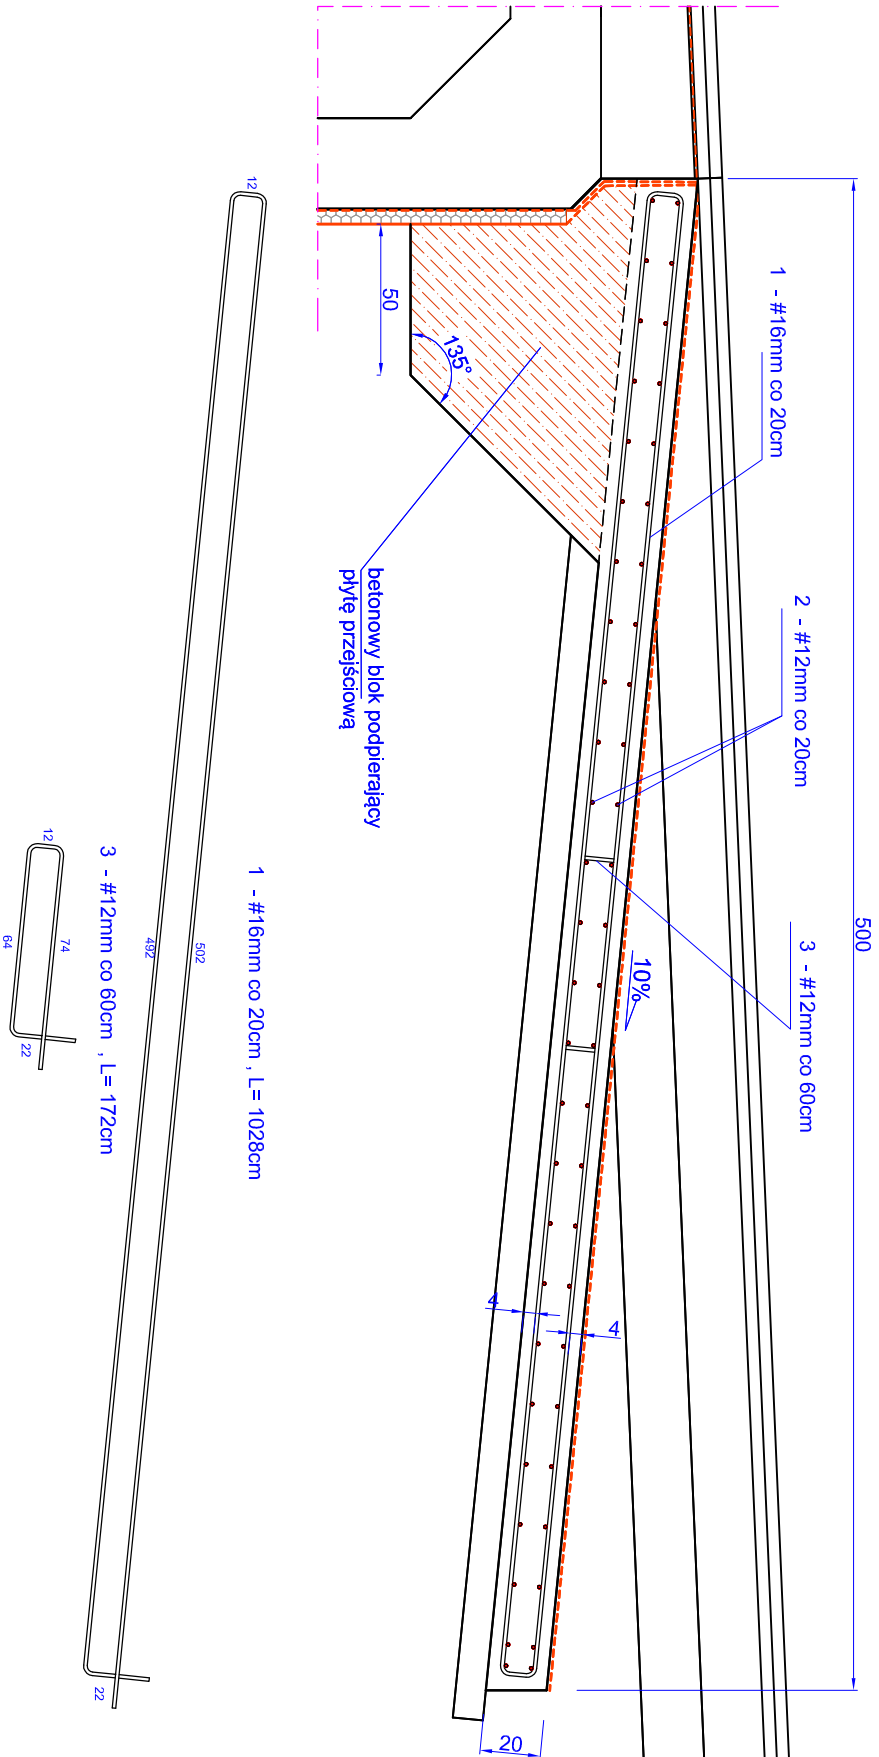 500
1 - #16mm co 20cm
2 - #12mm co 20cm
3 - #12mm co 60cm
10%
50
135°
betonowy blok podpierający
płytę przejściową
4
4
20
12
502
492
22
1 - #16mm co 20cm , L= 1028cm
12
74
64
22
3 - #12mm co 60cm , L= 172cm